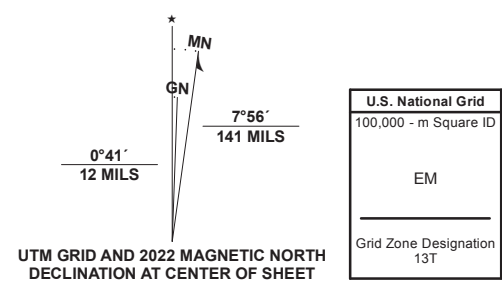 MN
GN
7°56´
141 MILS
0°41´
12 MILS
UTM GRID AND 2022 MAGNETIC NORTH
DECLINATION AT CENTER OF SHEET
U.S. National Grid
100,000 - m Square ID
EM
Grid Zone Designation
13T